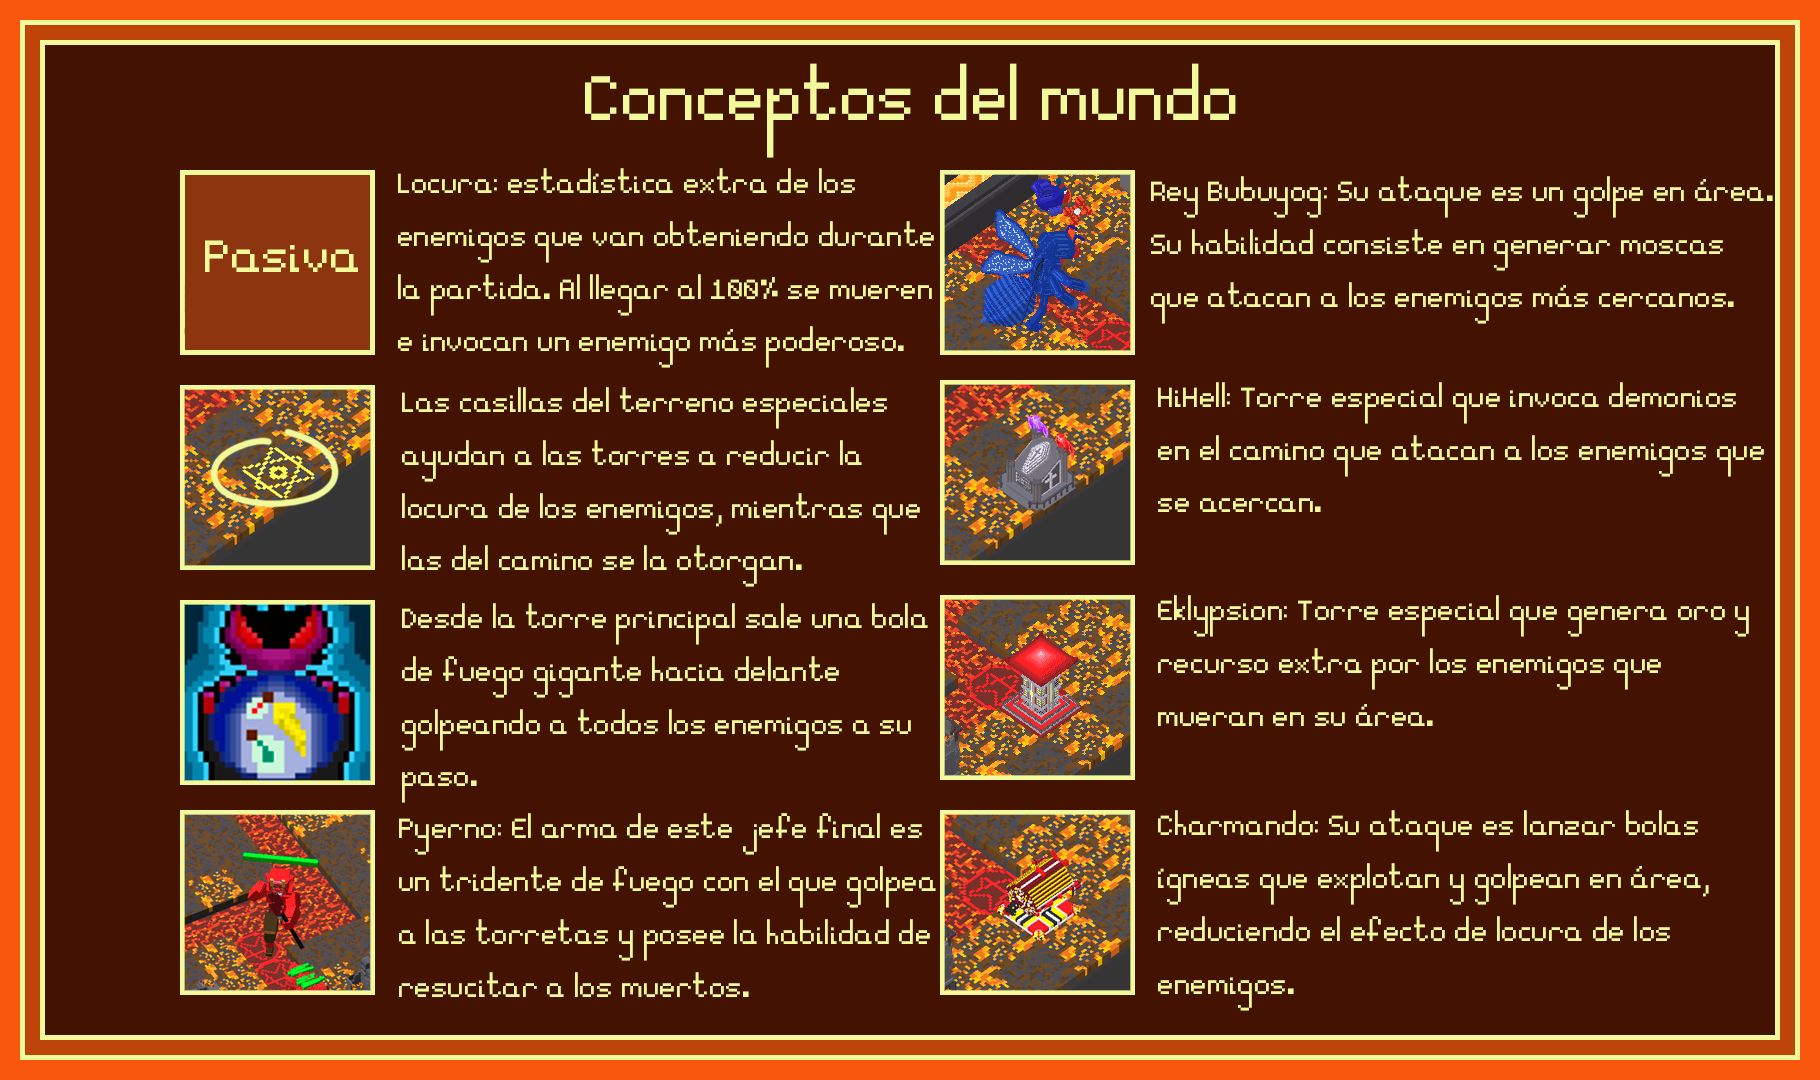 Conceptos del mundo
Pasiva
Locura: estadística extra de los
enemigos que van obteniendo durante
la partida. Al llegar al 100% se mueren
e invocan un enemigo más poderoso.
Las casillas del terreno especiales
ayudan a las torres a reducir la
locura de los enemigos, mientras que
las del camino se la otorgan.
Desde la torre principal sale una bola
de fuego gigante hacia delante
golpeando a todos los enemigos a su
paso.
Pyerno: El arma de este jefe final es
un tridente de fuego con el que golpea
a las torretas y posee la habilidad de
resucitar a los muertos.
Rey Bubuyog: Su ataque es un golpe en área.
Su habilidad consiste en generar moscas
que atacan a los enemigos más cercanos.
HiHell: Torre especial que invoca demonios
en el camino que atacan a los enemigos que
se acercan.
Eklypsion: Torre especial que genera oro y
recurso extra por los enemigos que
mueran en su área.
Charmando: Su ataque es lanzar bolas
ígneas que explotan y golpean en área,
reduciendo el efecto de locura de los
enemigos.